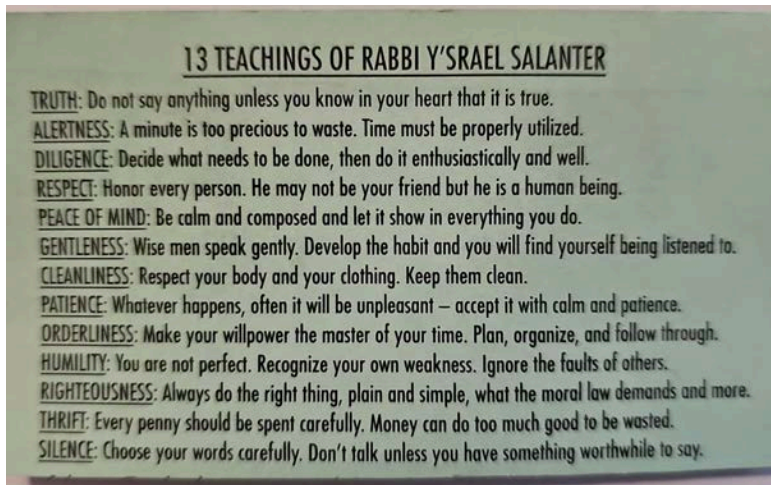 13 TEACHINGS OF RABBI Y'SRAEL SALANTER
TRUTH: Do not say anything unless you know in your heart that it is true.
ALERTNESS: A minute is too precious to waste. Time must be properly utilized.
DILIGENCE: Decide what needs to be done, then do it enthusiastically and well.
RESPECT: Honor every person. He may not be your friend but he is a human being.
PEACE OF MIND: Be calm and composed and let it show in everything you do.
GENTLENESS: Wise men speak gently. Develop the habit and you will find yourself being listened to.
CLEANLINESS: Respect your body and your clothing. Keep them clean.
PATIENCE: Whatever happens, often it will be unpleasant – accept it with calm and patience.
ORDERLINESS: Make your willpower the master of your time. Plan, organize, and follow through.
HUMILITY: You are not perfect. Recognize your own weakness. Ignore the faults of others.
RIGHTEOUSNESS: Always do the right thing, plain and simple, what the moral law demands and more.
THRIFT: Every penny should be spent carefully. Money can do too much good to be wasted.
SILENCE: Choose your words carefully. Don't talk unless you have something worthwhile to say.